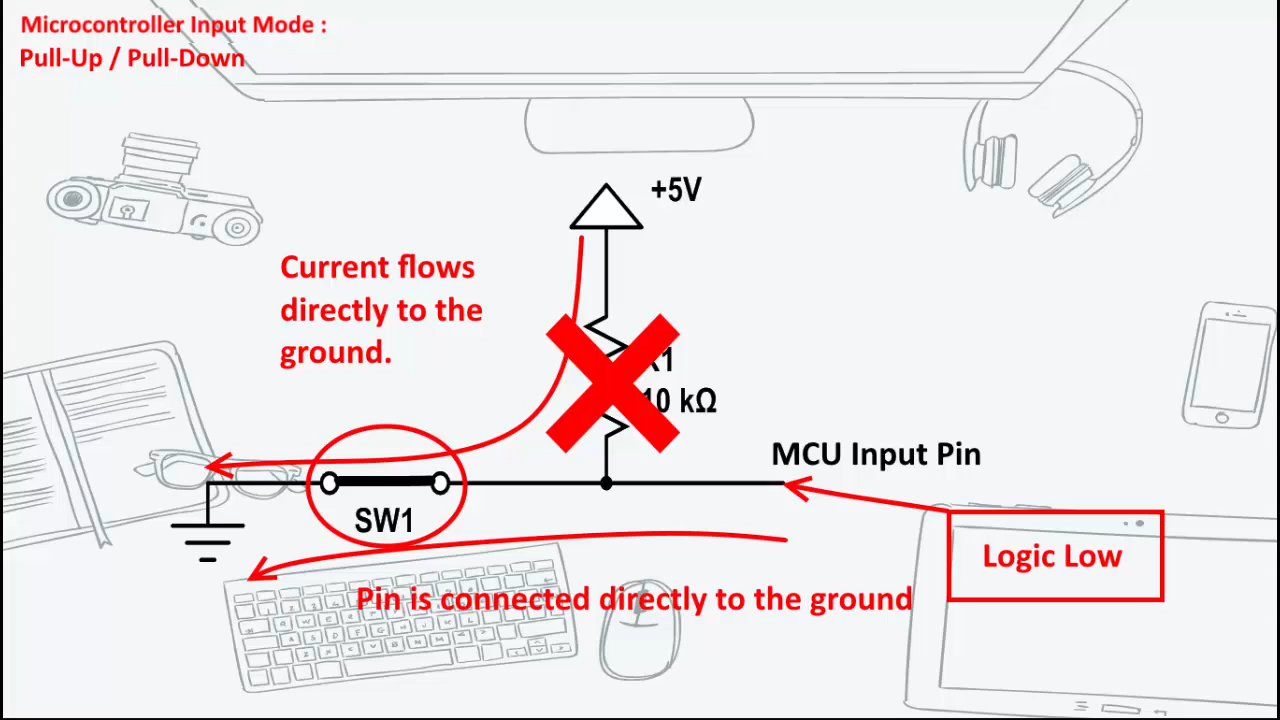 Microcontroller Input Mode :
Pull-Up / Pull-Down
+5V
Current flows
directly to the
ground.
10 kΩ
MCU Input Pin
SW1
Logic Low
Pin is connected directly to the ground